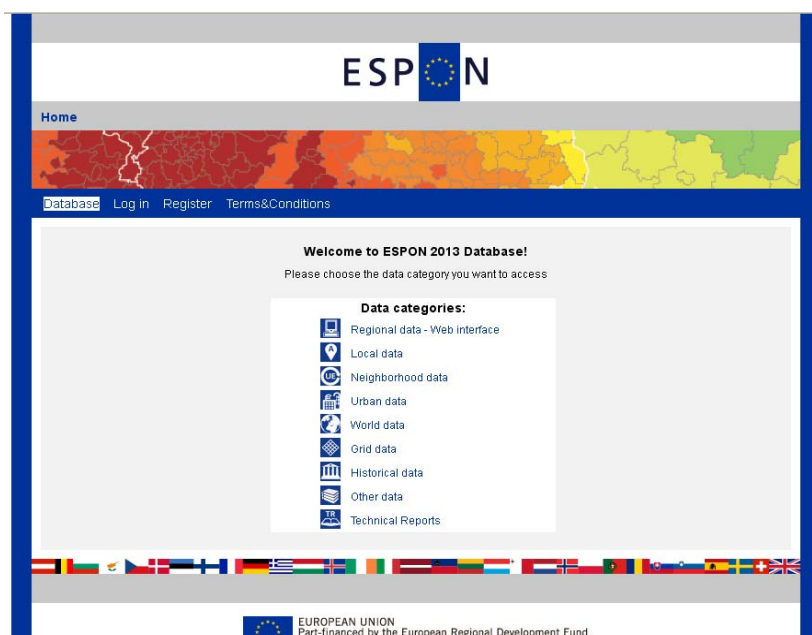 ESPON
Home
Database Log in Register Terms&Conditions
Welcome to ESPON 2013 Database!
Please choose the data category you want to access
Data categories:
Regional data - Web interface
A
Local data
UE
Neighborhood data
Urban data
World data
Grid data
Historical data
Other data
TR
Technical Reports
EUROPEAN UNION
Part-financed by the European Regional Development Fund